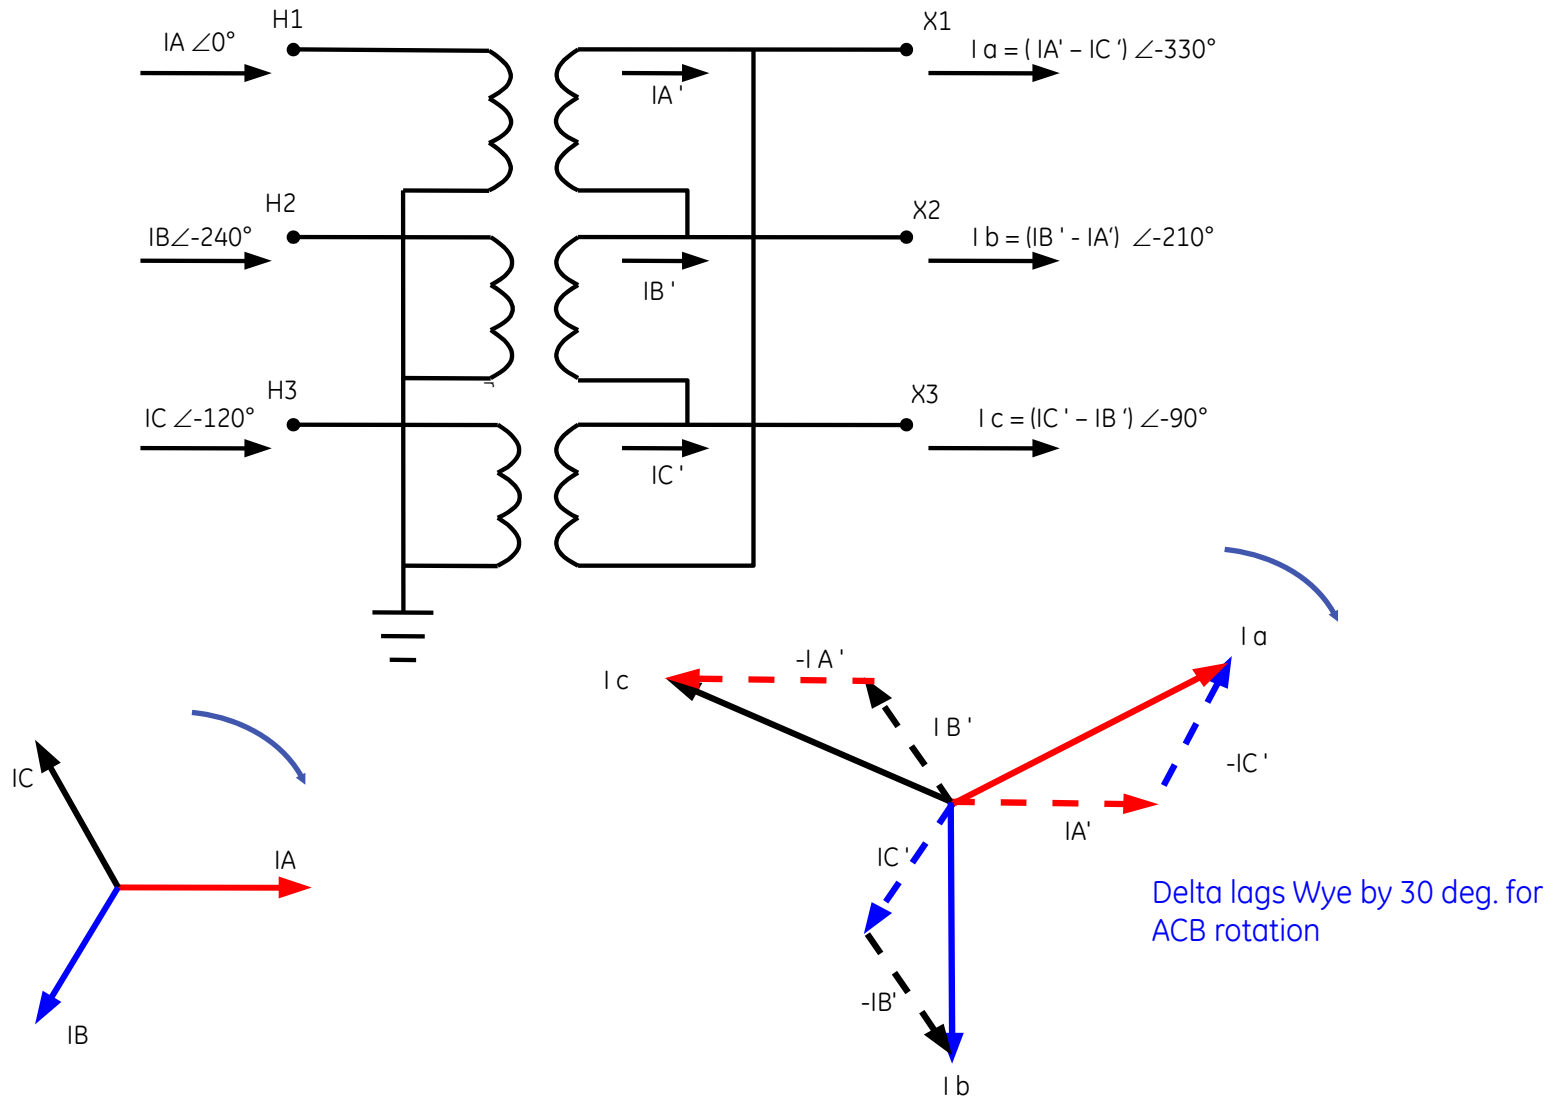 H1
X1
IA ∠0°
I a = ( IA' – IC ‘) ∠-330°
IA '
H2
X2
IB∠-240°
I b = (IB ' - IA‘) ∠-210°
IB '
H3
X3
IC ∠-120°
I c = (IC ' – IB ‘) ∠-90°
IC '
I a
-I A '
I c
I B '
-IC '
IC
IA'
IA
IC '
Delta lags Wye by 30 deg. for
ACB rotation
-IB'
IB
I b